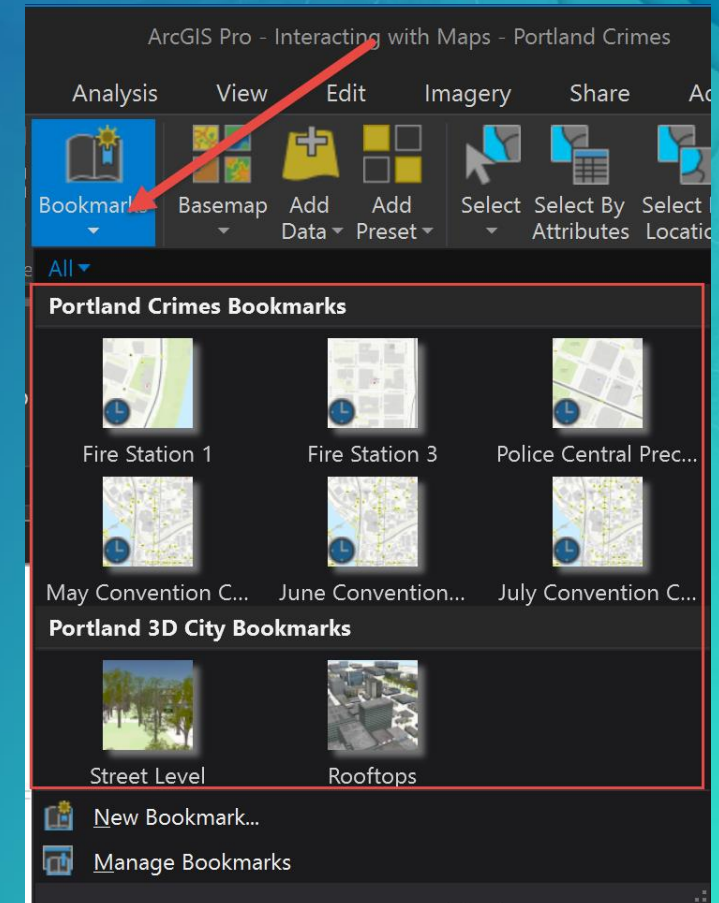 ArcGIS Pro - Interacting with Maps - Portland Crimes
Analysis View Edit Imagery Share
Bookmarks Basemap Add Data Add Preset Select Select By Attributes Select
All
Portland Crimes Bookmarks
Fire Station 1 Fire Station 3 Police Central Prec...
May Convention C... June Convention... July Convention C...
Portland 3D City Bookmarks
Street Level Rooftops
New Bookmark...
Manage Bookmarks